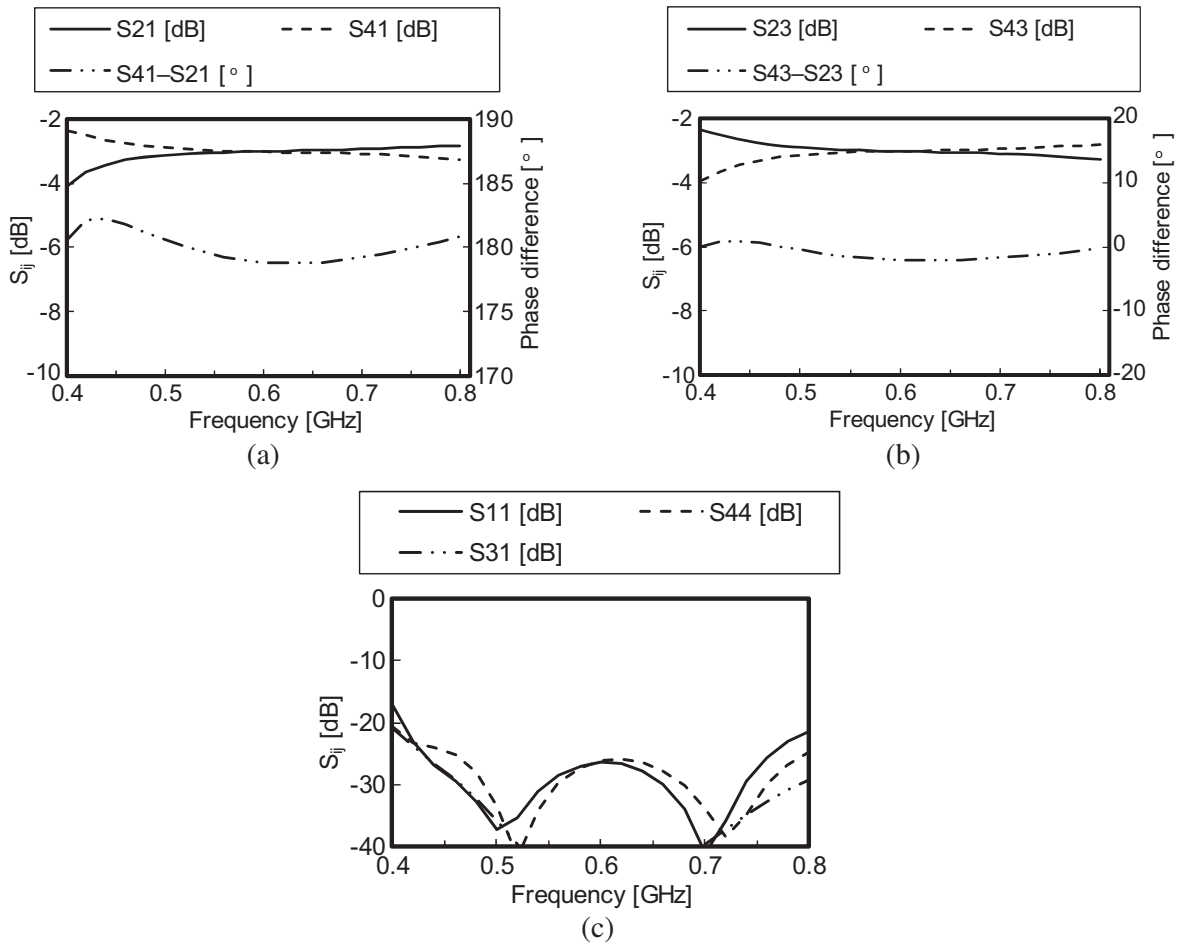 S21 [dB] S41 [dB]
S41–S21 [ ° ]
-2
-4
-6
-8
-10
Sij [dB]
190
185
180
175
170
Phase difference [ ° ]
0.4 0.5 0.6 0.7 0.8
Frequency [GHz]
(a)
S23 [dB] S43 [dB]
S43–S23 [ ° ]
-2
-4
-6
-8
-10
Sij [dB]
20
10
0
-10
-20
Phase difference [ ° ]
0.4 0.5 0.6 0.7 0.8
Frequency [GHz]
(b)
S11 [dB] S44 [dB]
S31 [dB]
0
-10
-20
-30
-40
Sij [dB]
0.4 0.5 0.6 0.7 0.8
Frequency [GHz]
(c)